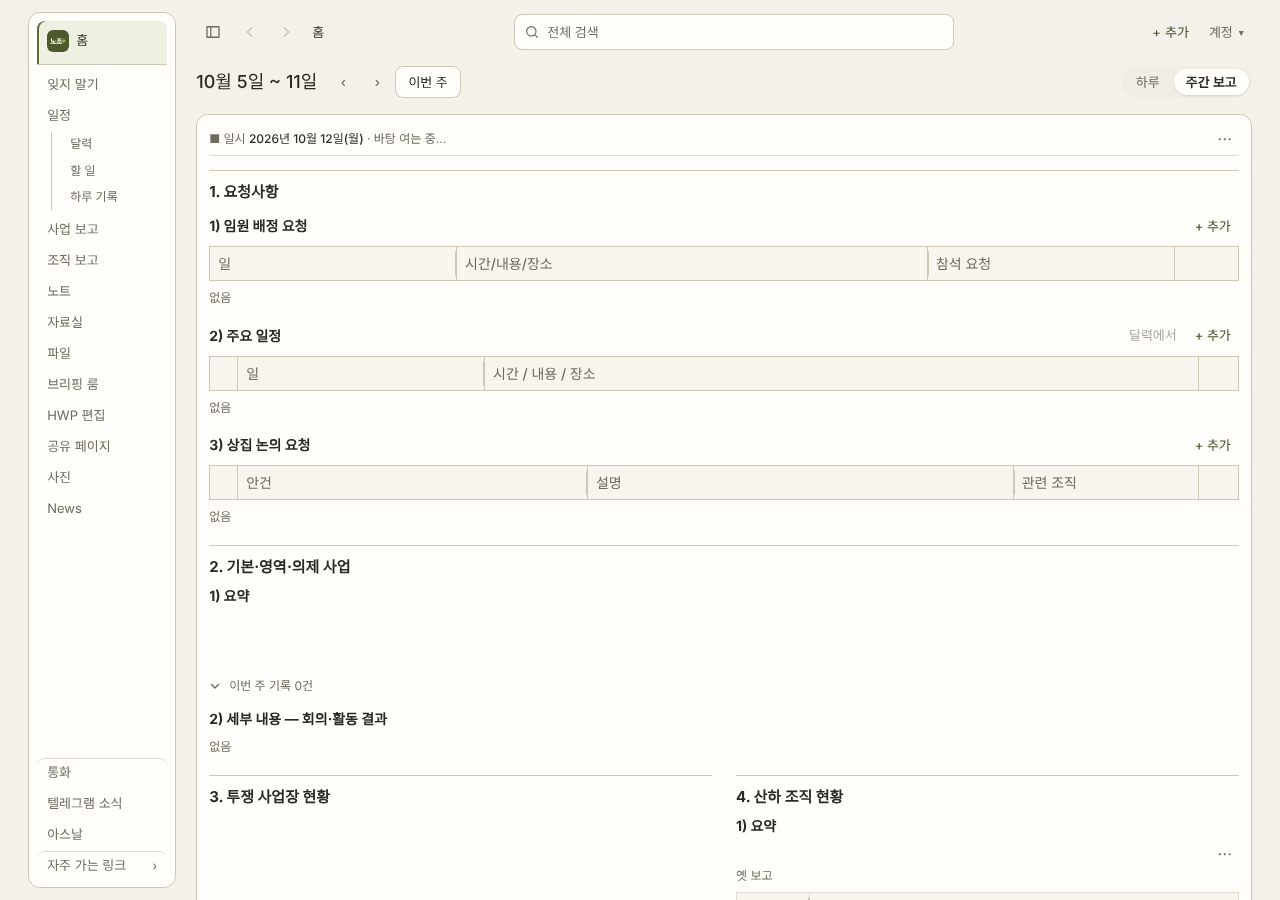 노조+ 홈
잊지 말기
일정
달력
할 일
하루 기록
사업 보고
조직 보고
노트
자료실
파일
브리핑 룸
HWP 편집
공유 페이지
사진
News
통화
텔레그램 소식
아스날
자주 가는 링크 ›
홈
전체 검색
+ 추가 계정 ▾
10월 5일 ~ 11일 ‹ › 이번 주
하루 주간 보고
■ 일시 2026년 10월 12일(월) · 바탕 여는 중…
⋯
1. 요청사항
1) 임원 배정 요청 + 추가
일 시간/내용/장소 참석 요청
없음
2) 주요 일정 달력에서 + 추가
일 시간 / 내용 / 장소
없음
3) 상집 논의 요청 + 추가
안건 설명 관련 조직
없음
2. 기본·영역·의제 사업
1) 요약
이번 주 기록 0건
2) 세부 내용 — 회의·활동 결과
없음
3. 투쟁 사업장 현황
4. 산하 조직 현황
1) 요약
⋯
옛 보고